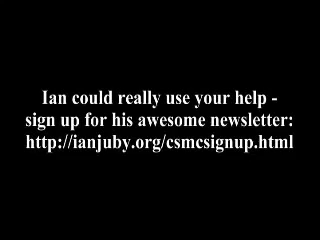 Ian could really use your help -
sign up for his awesome newsletter:
http://ianjuby.org/csmcsignup.html